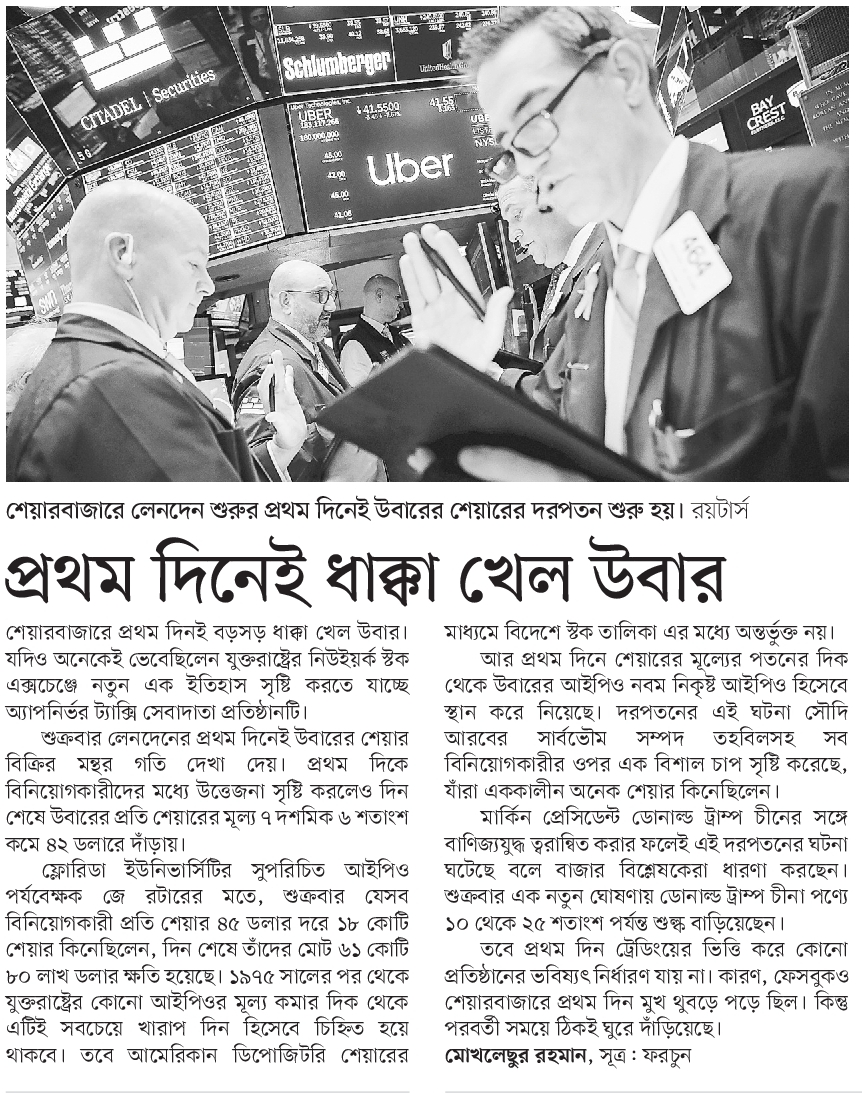 CITADEL | Securities
Schlumberger
UBER
41.5500
Uber
BAY
CREST
464
শেয়ারবাজারে লেনদেন শুরুর প্রথম দিনেই উবারের শেয়ারের দরপতন শুরু হয়। রয়টার্স
প্রথম দিনেই ধাক্কা খেল উবার
শেয়ারবাজারে প্রথম দিনই বড়সড় ধাক্কা খেল উবার।
যদিও অনেকেই ভেবেছিলেন যুক্তরাষ্ট্রের নিউইয়র্ক স্টক
এক্সচেঞ্জে নতুন এক ইতিহাস সৃষ্টি করতে যাচ্ছে
অ্যাপনির্ভর ট্যাক্সি সেবাদাতা প্রতিষ্ঠানটি।
শুক্রবার লেনদেনের প্রথম দিনেই উবারের শেয়ার
বিক্রির মন্থর গতি দেখা দেয়। প্রথম দিকে
বিনিয়োগকারীদের মধ্যে উত্তেজনা সৃষ্টি করলেও দিন
শেষে উবারের প্রতি শেয়ারের মূল্য ৭ দশমিক ৬ শতাংশ
কমে ৪২ ডলারে দাঁড়ায়।
ফ্লোরিডা ইউনিভার্সিটির সুপরিচিত আইপিও
পর্যবেক্ষক জে রটারের মতে, শুক্রবার যেসব
বিনিয়োগকারী প্রতি শেয়ার ৪৫ ডলার দরে ১৮ কোটি
শেয়ার কিনেছিলেন, দিন শেষে তাঁদের মোট ৬১ কোটি
৮০ লাখ ডলার ক্ষতি হয়েছে। ১৯৭৫ সালের পর থেকে
যুক্তরাষ্ট্রের কোনো আইপিওর মূল্য কমার দিক থেকে
এটিই সবচেয়ে খারাপ দিন হিসেবে চিহ্নিত হয়ে
থাকবে। তবে আমেরিকান ডিপোজিটরি শেয়ারের
মাধ্যমে বিদেশে স্টক তালিকা এর মধ্যে অন্তর্ভুক্ত নয়।
আর প্রথম দিনে শেয়ারের মূল্যের পতনের দিক
থেকে উবারের আইপিও নবম নিকৃষ্ট আইপিও হিসেবে
স্থান করে নিয়েছে। দরপতনের এই ঘটনা সৌদি
আরবের সার্বভৌম সম্পদ তহবিলসহ সব
বিনিয়োগকারীর ওপর এক বিশাল চাপ সৃষ্টি করেছে,
যাঁরা এককালীন অনেক শেয়ার কিনেছিলেন।
মার্কিন প্রেসিডেন্ট ডোনাল্ড ট্রাম্প চীনের সঙ্গে
বাণিজ্যযুদ্ধ ত্বরান্বিত করার ফলেই এই দরপতনের ঘটনা
ঘটেছে বলে বাজার বিশ্লেষকেরা ধারণা করছেন।
শুক্রবার এক নতুন ঘোষণায় ডোনাল্ড ট্রাম্প চীনা পণ্যে
১০ থেকে ২৫ শতাংশ পর্যন্ত শুল্ক বাড়িয়েছেন।
তবে প্রথম দিন ট্রেডিংয়ের ভিত্তি করে কোনো
প্রতিষ্ঠানের ভবিষ্যৎ নির্ধারণ যায় না। কারণ, ফেসবুকও
শেয়ারবাজারে প্রথম দিন মুখ থুবড়ে পড়ে ছিল। কিন্তু
পরবর্তী সময়ে ঠিকই ঘুরে দাঁড়িয়েছে।
মোখলেছুর রহমান, সূত্র : ফরচুন